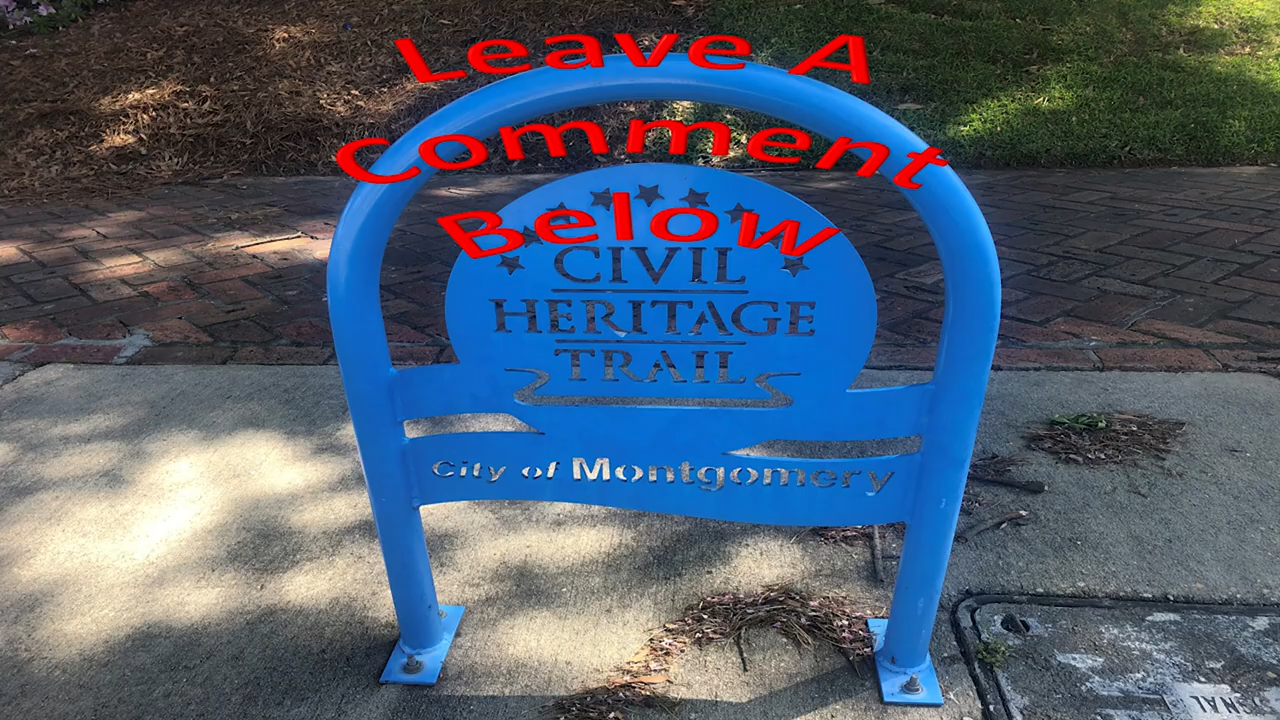 Leave A
Comment
Below
CIVIL
HERITAGE
TRAIL
City of Montgomery